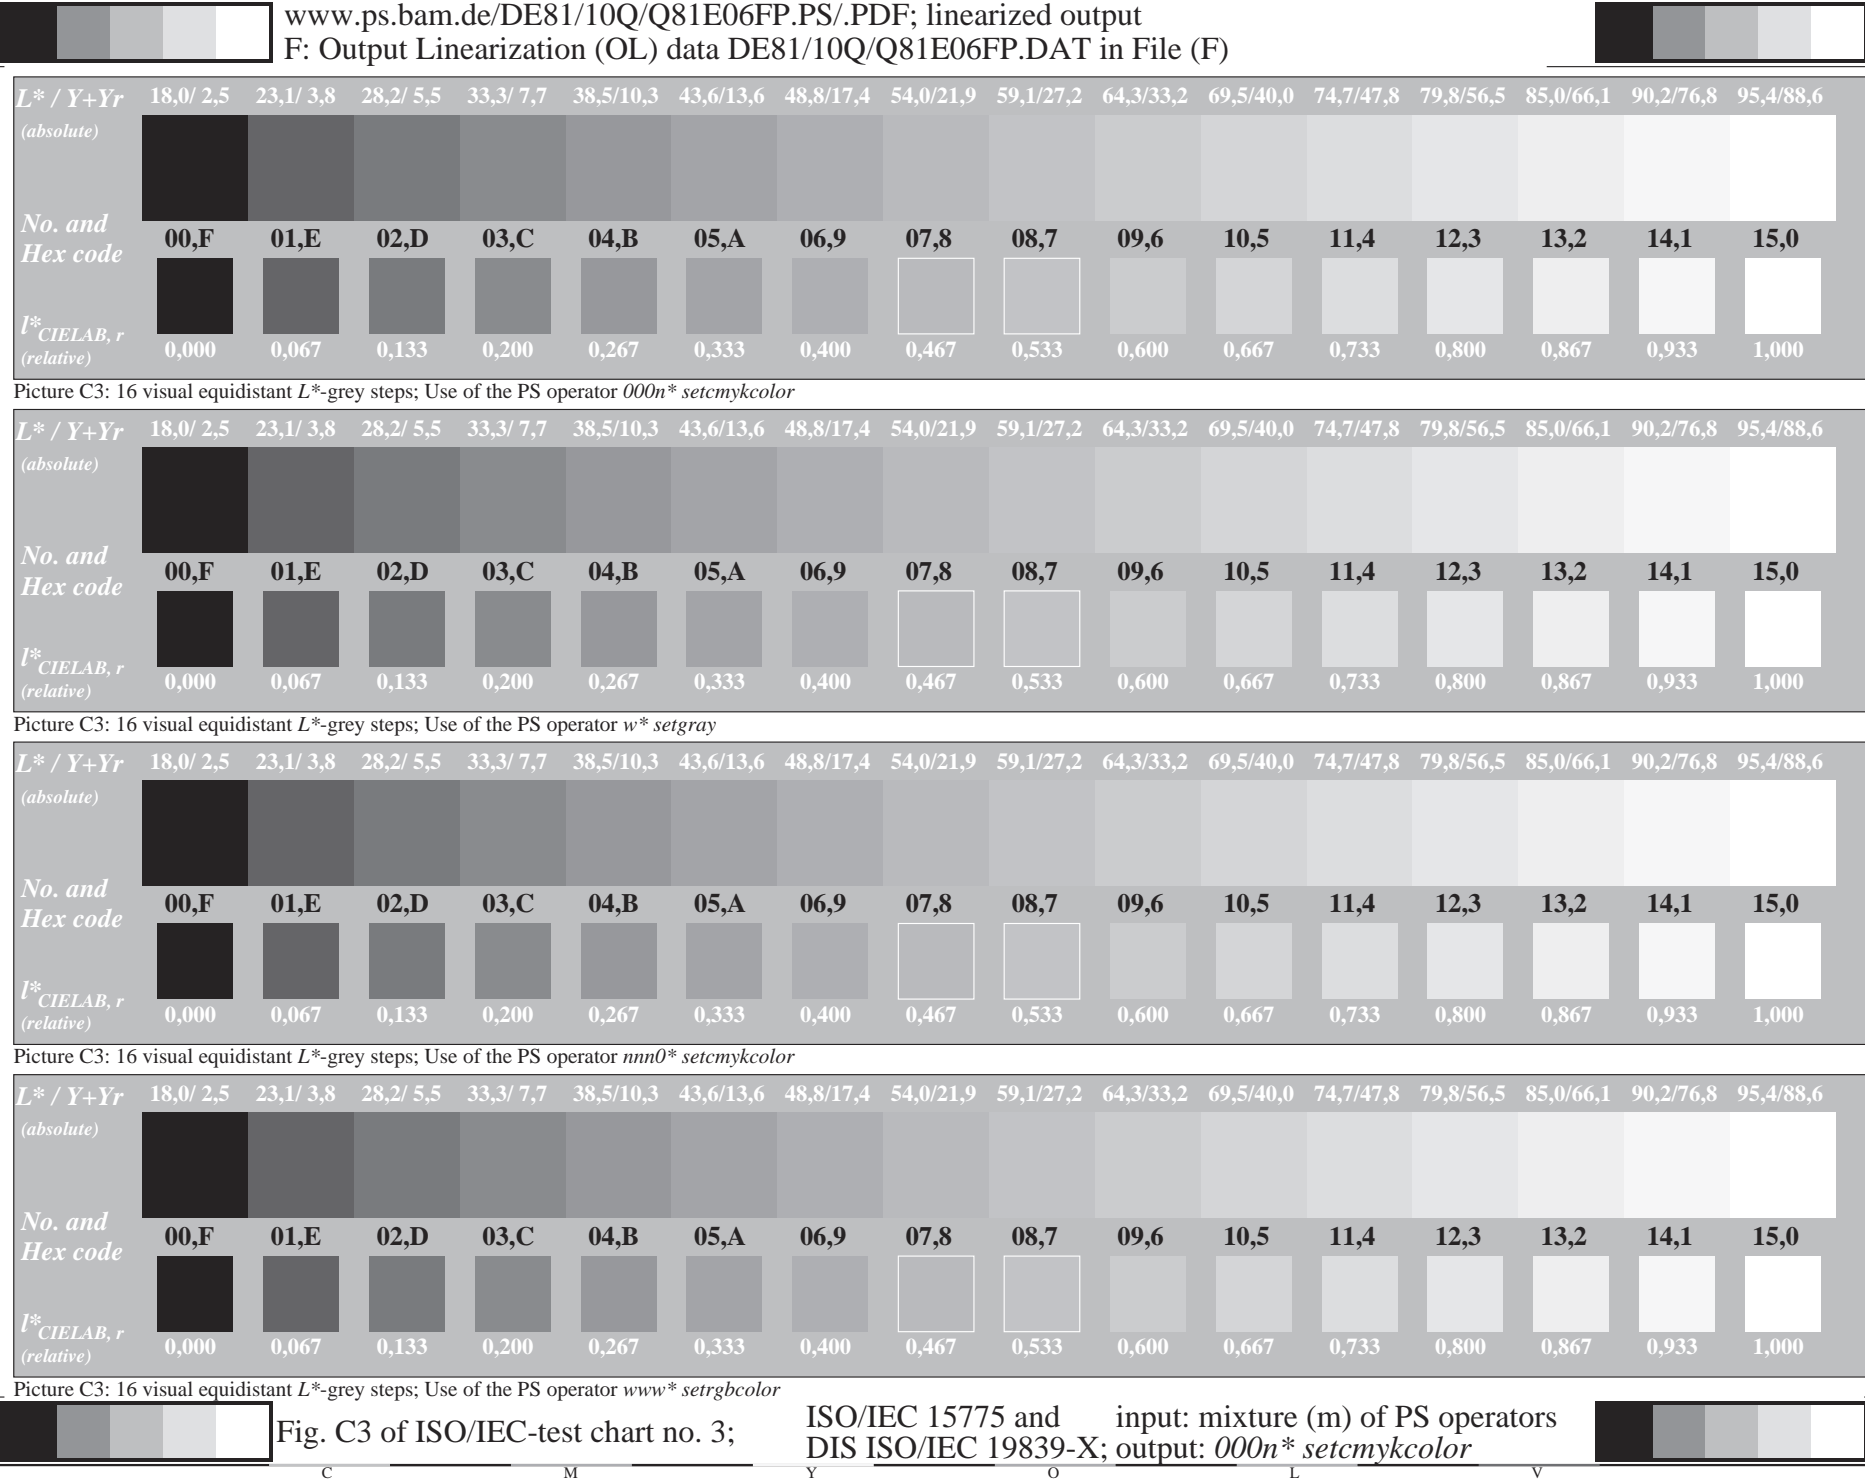 www.ps.bam.de/DE81/10Q/Q81E06FP.PS/.PDF; linearized output
F: Output Linearization (OL) data DE81/10Q/Q81E06FP.DAT in File (F)
L* / Y+Yr 18,0/ 2,5 23,1/ 3,8 28,2/ 5,5 33,3/ 7,7 38,5/10,3 43,6/13,6 48,8/17,4 54,0/21,9 59,1/27,2 64,3/33,2 69,5/40,0 74,7/47,8 79,8/56,5 85,0/66,1 90,2/76,8 95,4/88,6
(absolute)
No. and
Hex code 00,F 01,E 02,D 03,C 04,B 05,A 06,9 07,8 08,7 09,6 10,5 11,4 12,3 13,2 14,1 15,0
l*CIELAB, r
(relative) 0,000 0,067 0,133 0,200 0,267 0,333 0,400 0,467 0,533 0,600 0,667 0,733 0,800 0,867 0,933 1,000
Picture C3: 16 visual equidistant L*-grey steps; Use of the PS operator 000n* setcmykcolor
L* / Y+Yr 18,0/ 2,5 23,1/ 3,8 28,2/ 5,5 33,3/ 7,7 38,5/10,3 43,6/13,6 48,8/17,4 54,0/21,9 59,1/27,2 64,3/33,2 69,5/40,0 74,7/47,8 79,8/56,5 85,0/66,1 90,2/76,8 95,4/88,6
(absolute)
No. and
Hex code 00,F 01,E 02,D 03,C 04,B 05,A 06,9 07,8 08,7 09,6 10,5 11,4 12,3 13,2 14,1 15,0
l*CIELAB, r
(relative) 0,000 0,067 0,133 0,200 0,267 0,333 0,400 0,467 0,533 0,600 0,667 0,733 0,800 0,867 0,933 1,000
Picture C3: 16 visual equidistant L*-grey steps; Use of the PS operator w* setgray
L* / Y+Yr 18,0/ 2,5 23,1/ 3,8 28,2/ 5,5 33,3/ 7,7 38,5/10,3 43,6/13,6 48,8/17,4 54,0/21,9 59,1/27,2 64,3/33,2 69,5/40,0 74,7/47,8 79,8/56,5 85,0/66,1 90,2/76,8 95,4/88,6
(absolute)
No. and
Hex code 00,F 01,E 02,D 03,C 04,B 05,A 06,9 07,8 08,7 09,6 10,5 11,4 12,3 13,2 14,1 15,0
l*CIELAB, r
(relative) 0,000 0,067 0,133 0,200 0,267 0,333 0,400 0,467 0,533 0,600 0,667 0,733 0,800 0,867 0,933 1,000
Picture C3: 16 visual equidistant L*-grey steps; Use of the PS operator nnn0* setcmykcolor
L* / Y+Yr 18,0/ 2,5 23,1/ 3,8 28,2/ 5,5 33,3/ 7,7 38,5/10,3 43,6/13,6 48,8/17,4 54,0/21,9 59,1/27,2 64,3/33,2 69,5/40,0 74,7/47,8 79,8/56,5 85,0/66,1 90,2/76,8 95,4/88,6
(absolute)
No. and
Hex code 00,F 01,E 02,D 03,C 04,B 05,A 06,9 07,8 08,7 09,6 10,5 11,4 12,3 13,2 14,1 15,0
l*CIELAB, r
(relative) 0,000 0,067 0,133 0,200 0,267 0,333 0,400 0,467 0,533 0,600 0,667 0,733 0,800 0,867 0,933 1,000
Picture C3: 16 visual equidistant L*-grey steps; Use of the PS operator www* setrgbcolor
Fig. C3 of ISO/IEC-test chart no. 3;
ISO/IEC 15775 and input: mixture (m) of PS operators
DIS ISO/IEC 19839-X; output: 000n* setcmykcolor
C M Y O L V